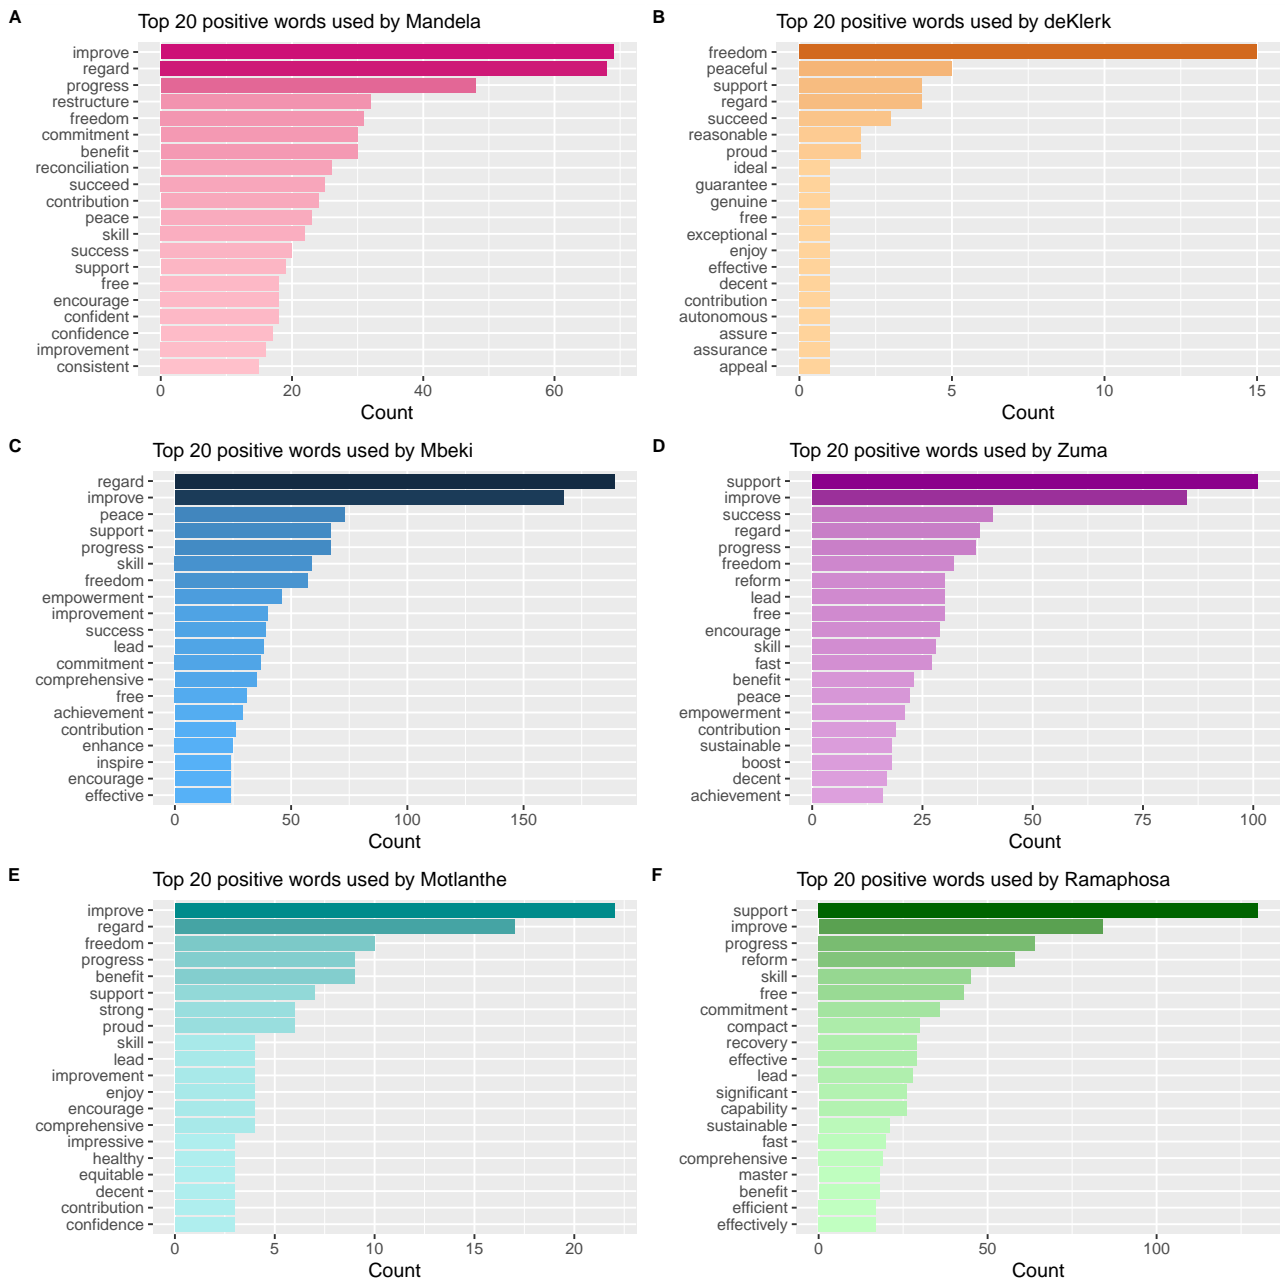 A
Top 20 positive words used by Mandela
improve
regard
progress
restructure
freedom
commitment
benefit
reconciliation
succeed
contribution
peace
skill
success
support
free
encourage
confident
confidence
improvement
consistent
0 20 40 60
Count
B
Top 20 positive words used by deKlerk
freedom
peaceful
support
regard
succeed
reasonable
proud
ideal
guarantee
genuine
free
exceptional
enjoy
effective
decent
contribution
autonomous
assure
assurance
appeal
0 5 10 15
Count
C
Top 20 positive words used by Mbeki
regard
improve
peace
support
progress
skill
freedom
empowerment
improvement
success
lead
commitment
comprehensive
free
achievement
contribution
enhance
inspire
encourage
effective
0 50 100 150
Count
D
Top 20 positive words used by Zuma
support
improve
success
regard
progress
freedom
reform
lead
free
encourage
skill
fast
benefit
peace
empowerment
contribution
sustainable
boost
decent
achievement
0 25 50 75 100
Count
E
Top 20 positive words used by Motlanthe
improve
regard
freedom
progress
benefit
support
strong
proud
skill
lead
improvement
enjoy
encourage
comprehensive
impressive
healthy
equitable
decent
contribution
confidence
0 5 10 15 20
Count
F
Top 20 positive words used by Ramaphosa
support
improve
progress
reform
skill
free
commitment
compact
recovery
effective
lead
significant
capability
sustainable
fast
comprehensive
master
benefit
efficient
effectively
0 50 100
Count